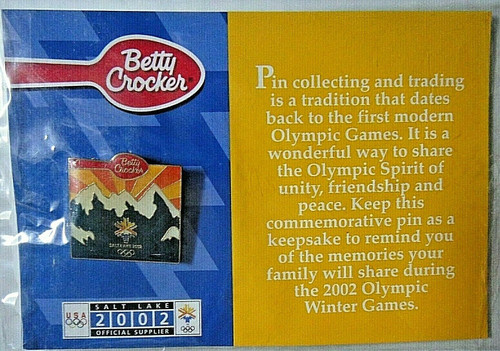 Betty
Crocker
Betty
Crocker
SALT LAKE 2002
USA
SALT LAKE
2002
OFFICIAL SUPPLIER
Pin collecting and trading
is a tradition that dates
back to the first modern
Olympic Games. It is a
wonderful way to share
the Olympic Spirit of
unity, friendship and
peace. Keep this
commemorative pin as a
keepsake to remind you
of the memories your
family will share during
the 2002 Olympic
Winter Games.